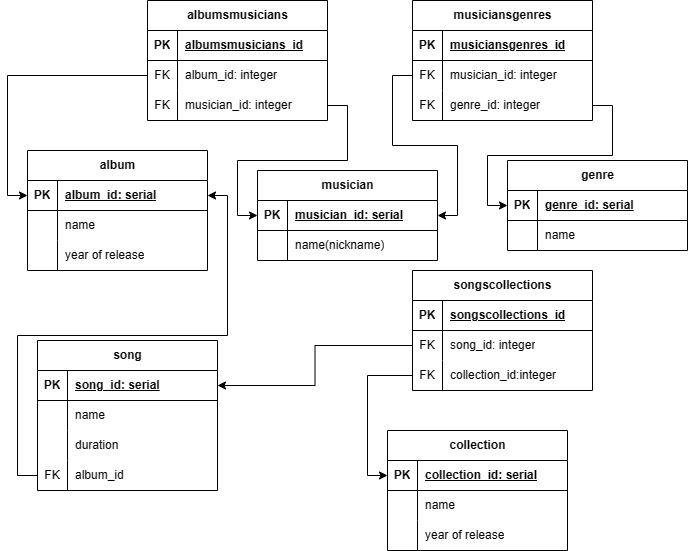 albumsmusicians
PK albumsmusicians_id
FK album_id: integer
FK musician_id: integer
musiciansgenres
PK musiciansgenres_id
FK musician_id: integer
FK genre_id: integer
album
PK album_id: serial
name
year of release
musician
PK musician_id: serial
name(nickname)
genre
PK genre_id: serial
name
songscollections
PK songscollections_id
FK song_id: integer
FK collection_id:integer
song
PK song_id: serial
name
duration
FK album_id
collection
PK collection_id: serial
name
year of release